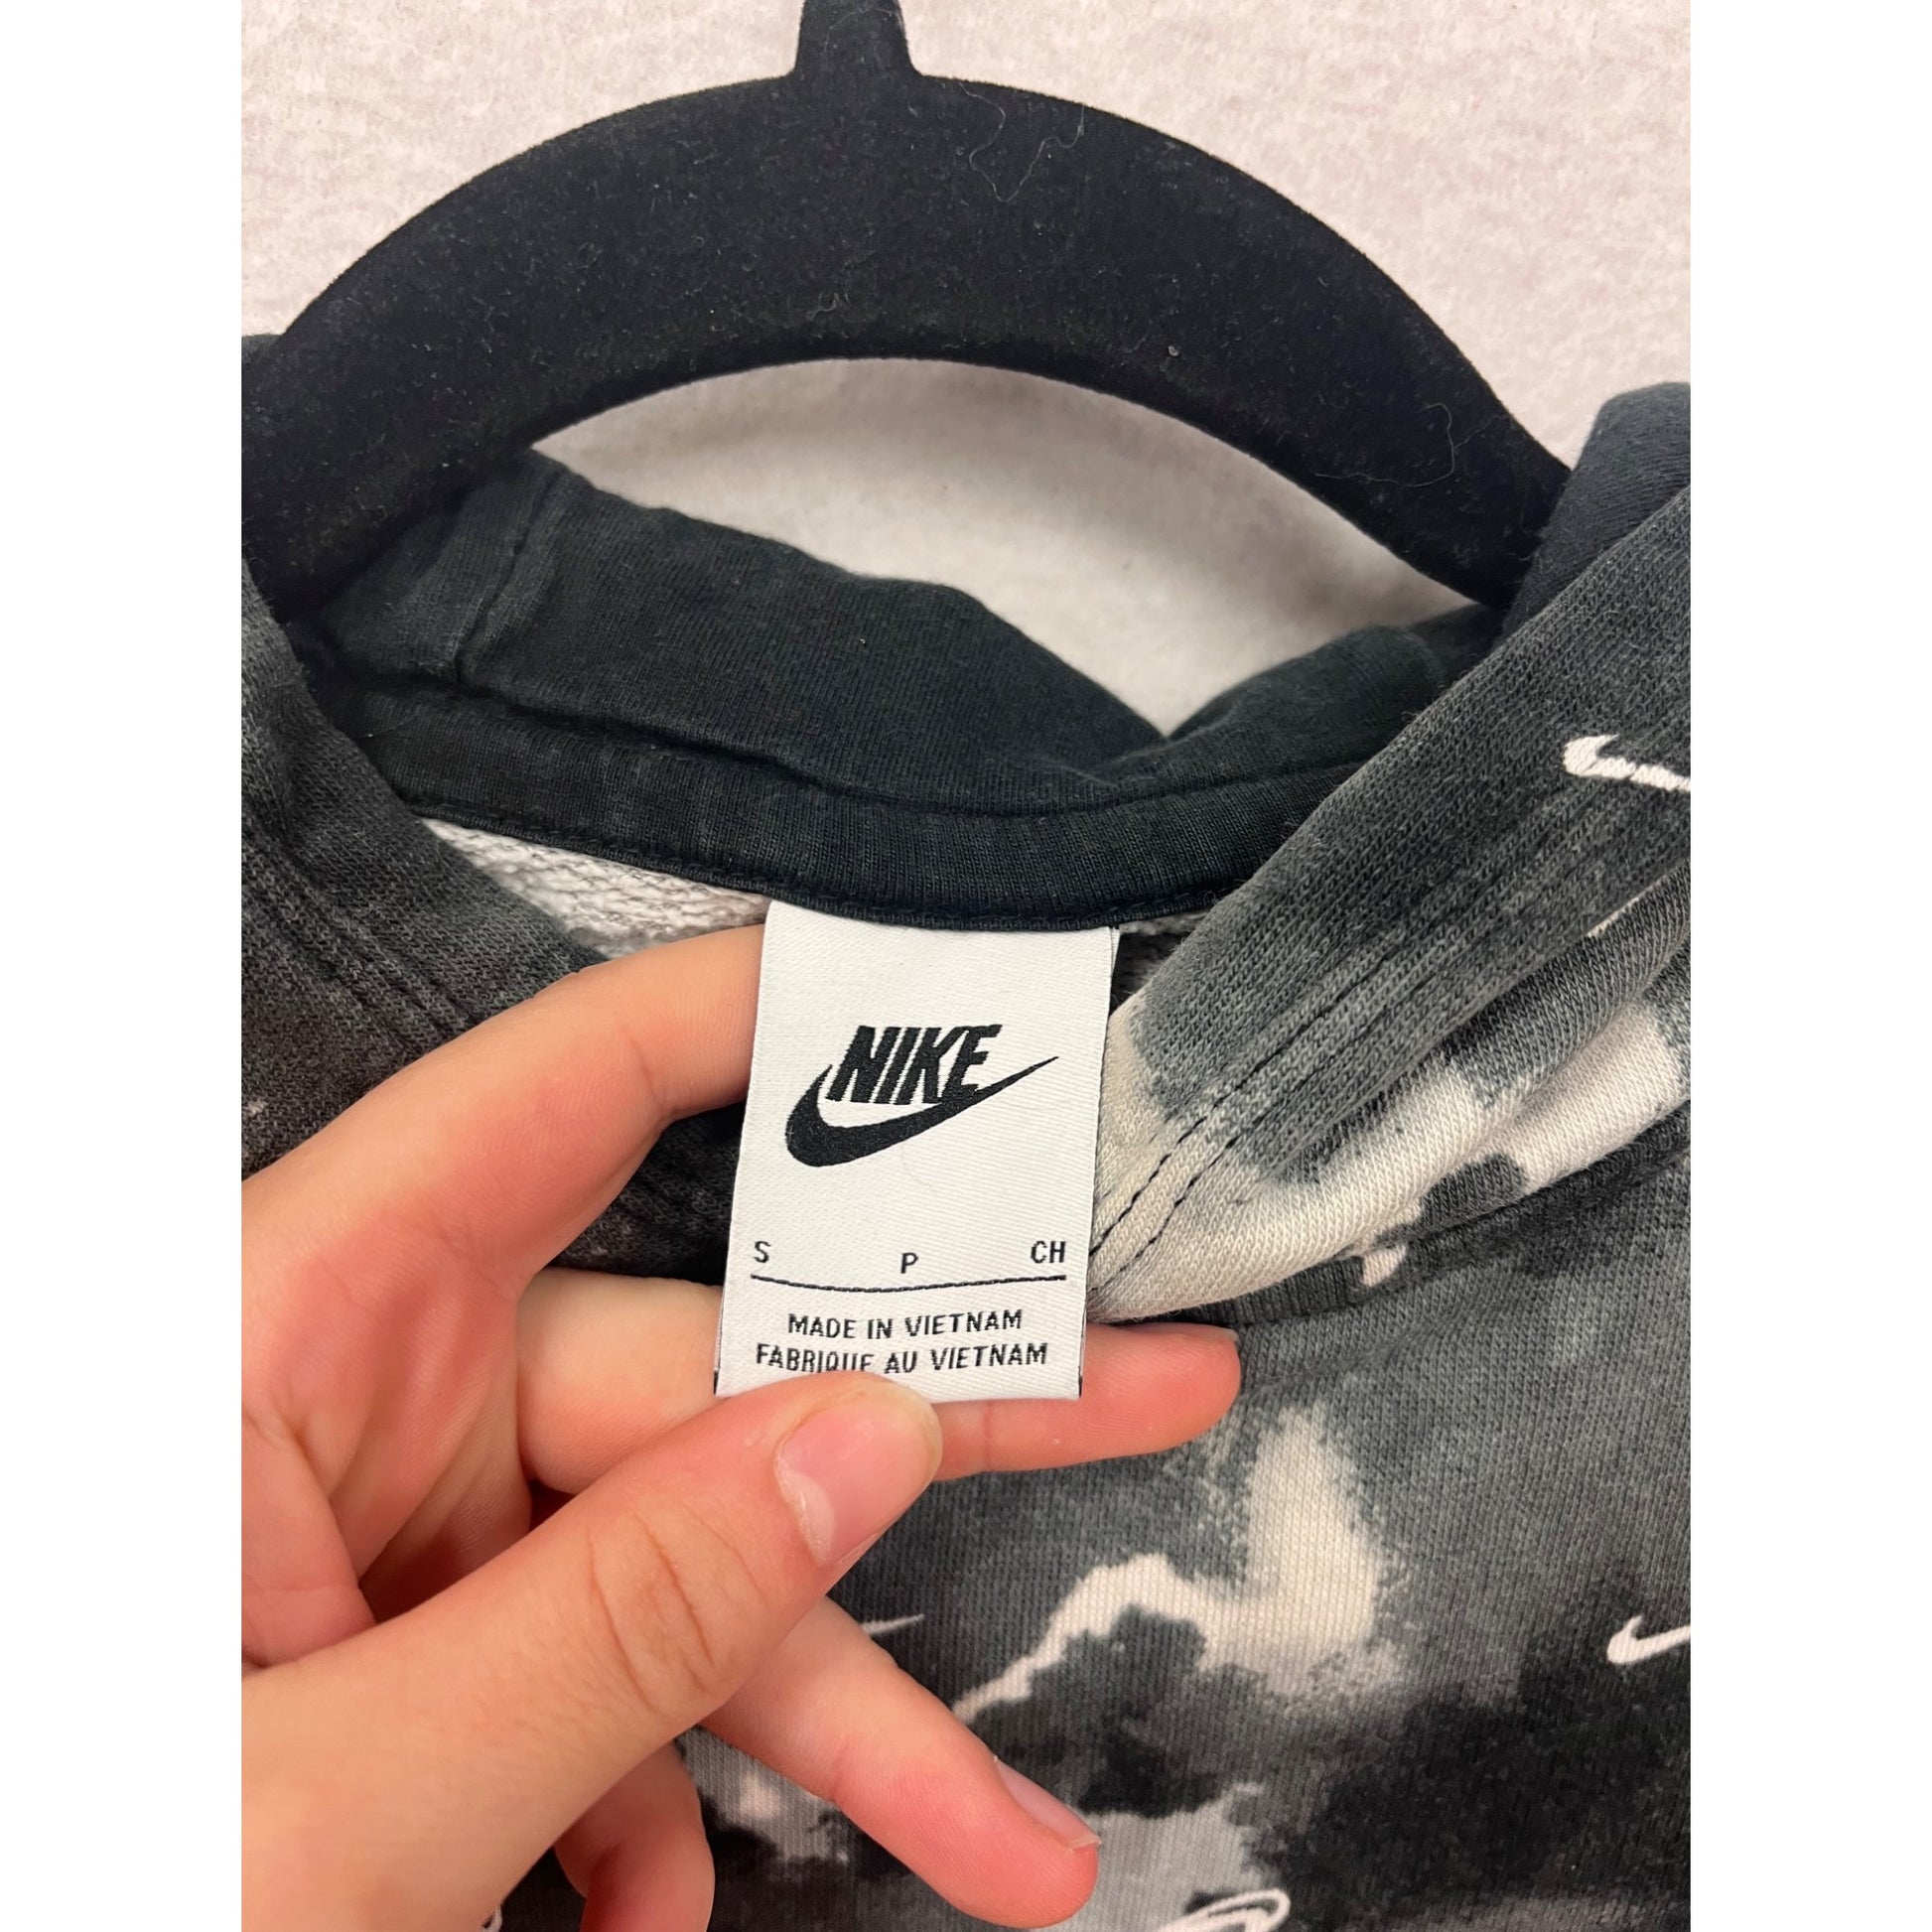 NIKE
S P CH
MADE IN VIETNAM
FABRIQUE AU VIETNAM